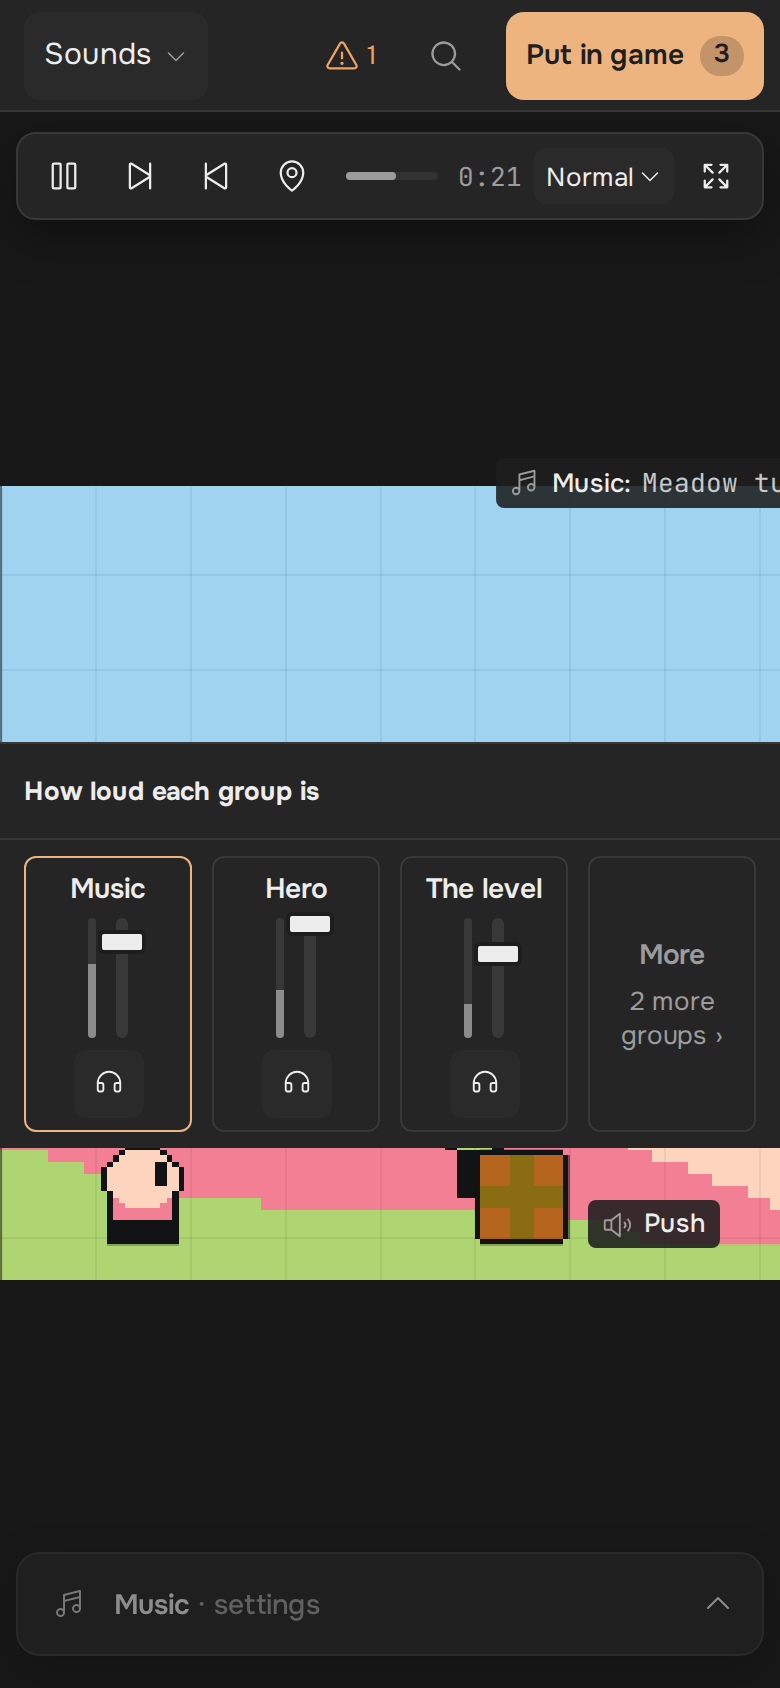 Sounds
1
Put in game 3
0:21
Normal
Music: Meadow tu
How loud each group is
Music
Hero
The level
More
2 more
groups ›
Push
Music · settings